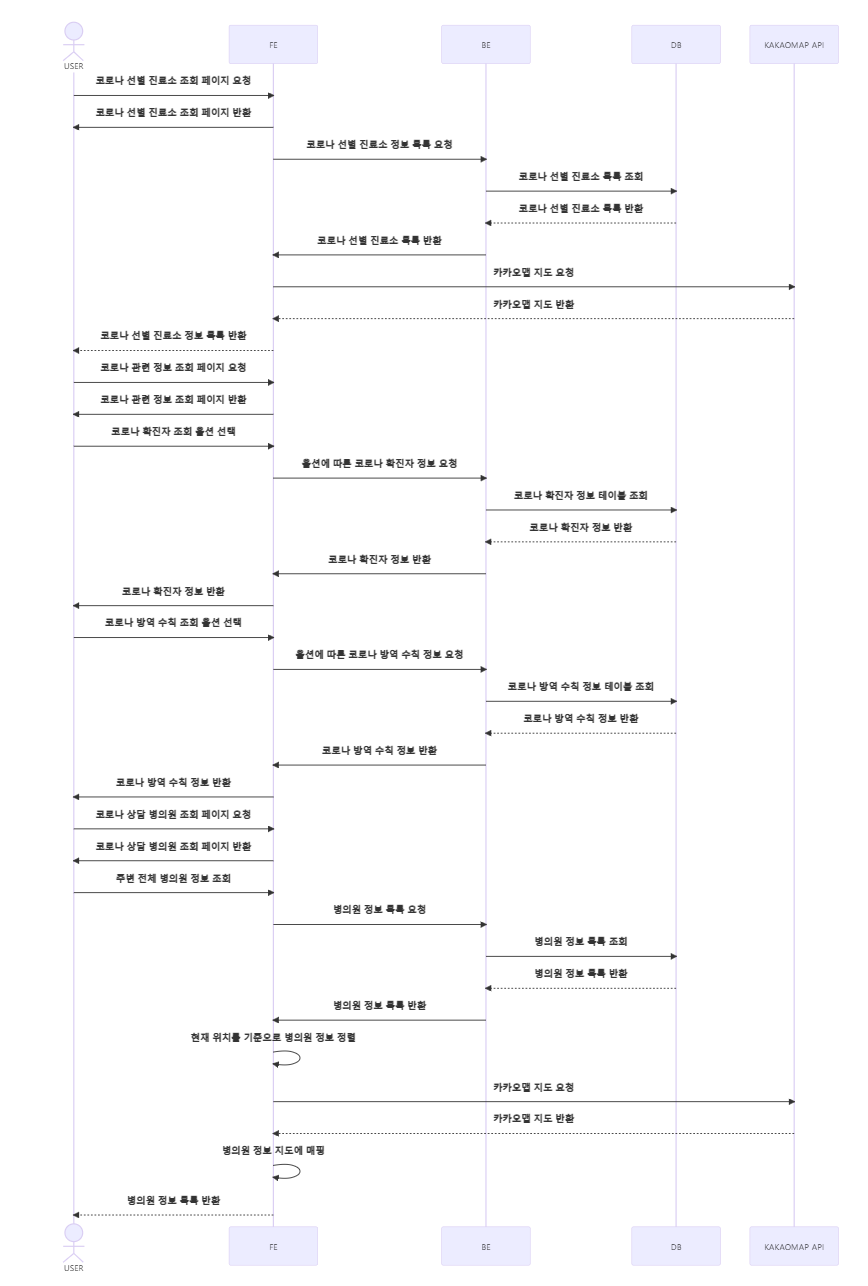 FE
BE
DB
KAKAOMAP API
USER
코로나 선별 진료소 조회 페이지 요청
코로나 선별 진료소 조회 페이지 반환
코로나 선별 진료소 정보 목록 요청
코로나 선별 진료소 목록 조회
코로나 선별 진료소 목록 반환
코로나 선별 진료소 목록 반환
카카오맵 지도 요청
카카오맵 지도 반환
코로나 선별 진료소 정보 목록 반환
코로나 관련 정보 조회 페이지 요청
코로나 관련 정보 조회 페이지 반환
코로나 확진자 조회 옵션 선택
옵션에 따른 코로나 확진자 정보 요청
코로나 확진자 정보 테이블 조회
코로나 확진자 정보 반환
코로나 확진자 정보 반환
코로나 확진자 정보 반환
코로나 방역 수칙 조회 옵션 선택
옵션에 따른 코로나 방역 수칙 정보 요청
코로나 방역 수칙 정보 테이블 조회
코로나 방역 수칙 정보 반환
코로나 방역 수칙 정보 반환
코로나 방역 수칙 정보 반환
코로나 상담 병의원 조회 페이지 요청
코로나 상담 병의원 조회 페이지 반환
주변 전체 병의원 정보 조회
병의원 정보 목록 요청
병의원 정보 목록 조회
병의원 정보 목록 반환
병의원 정보 목록 반환
현재 위치를 기준으로 병의원 정보 정렬
카카오맵 지도 요청
카카오맵 지도 반환
병의원 정보 지도에 매핑
병의원 정보 목록 반환
FE
BE
DB
KAKAOMAP API
USER